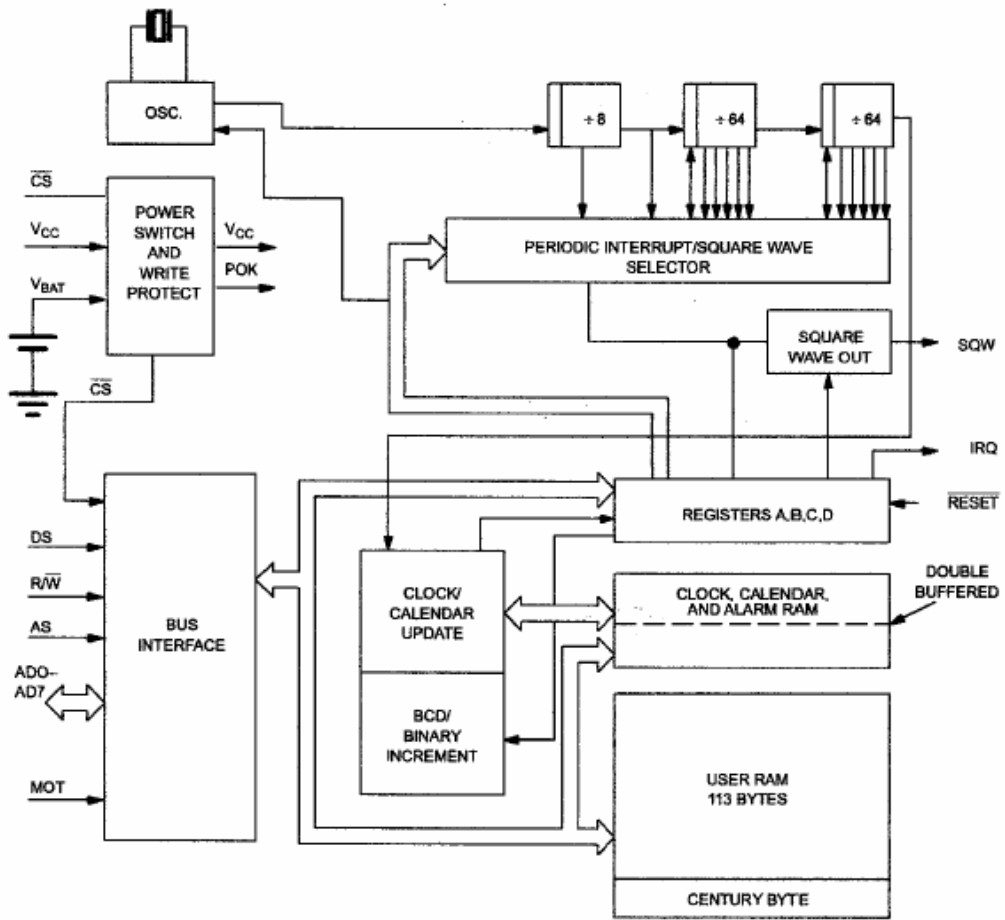 OSC.
÷ 8
÷ 64
÷ 64
CS
VCC
VBAT
POWER
SWITCH
AND
WRITE
PROTECT
VCC
POK
PERIODIC INTERRUPT/SQUARE WAVE
SELECTOR
SQUARE
WAVE OUT
SQW
CS
IRQ
REGISTERS A,B,C,D
RESET
DS
R/W
AS
ADO–
AD7
MOT
BUS
INTERFACE
CLOCK/
CALENDAR
UPDATE
BCD/
BINARY
INCREMENT
CLOCK, CALENDAR,
AND ALARM RAM
DOUBLE
BUFFERED
USER RAM
113 BYTES
CENTURY BYTE